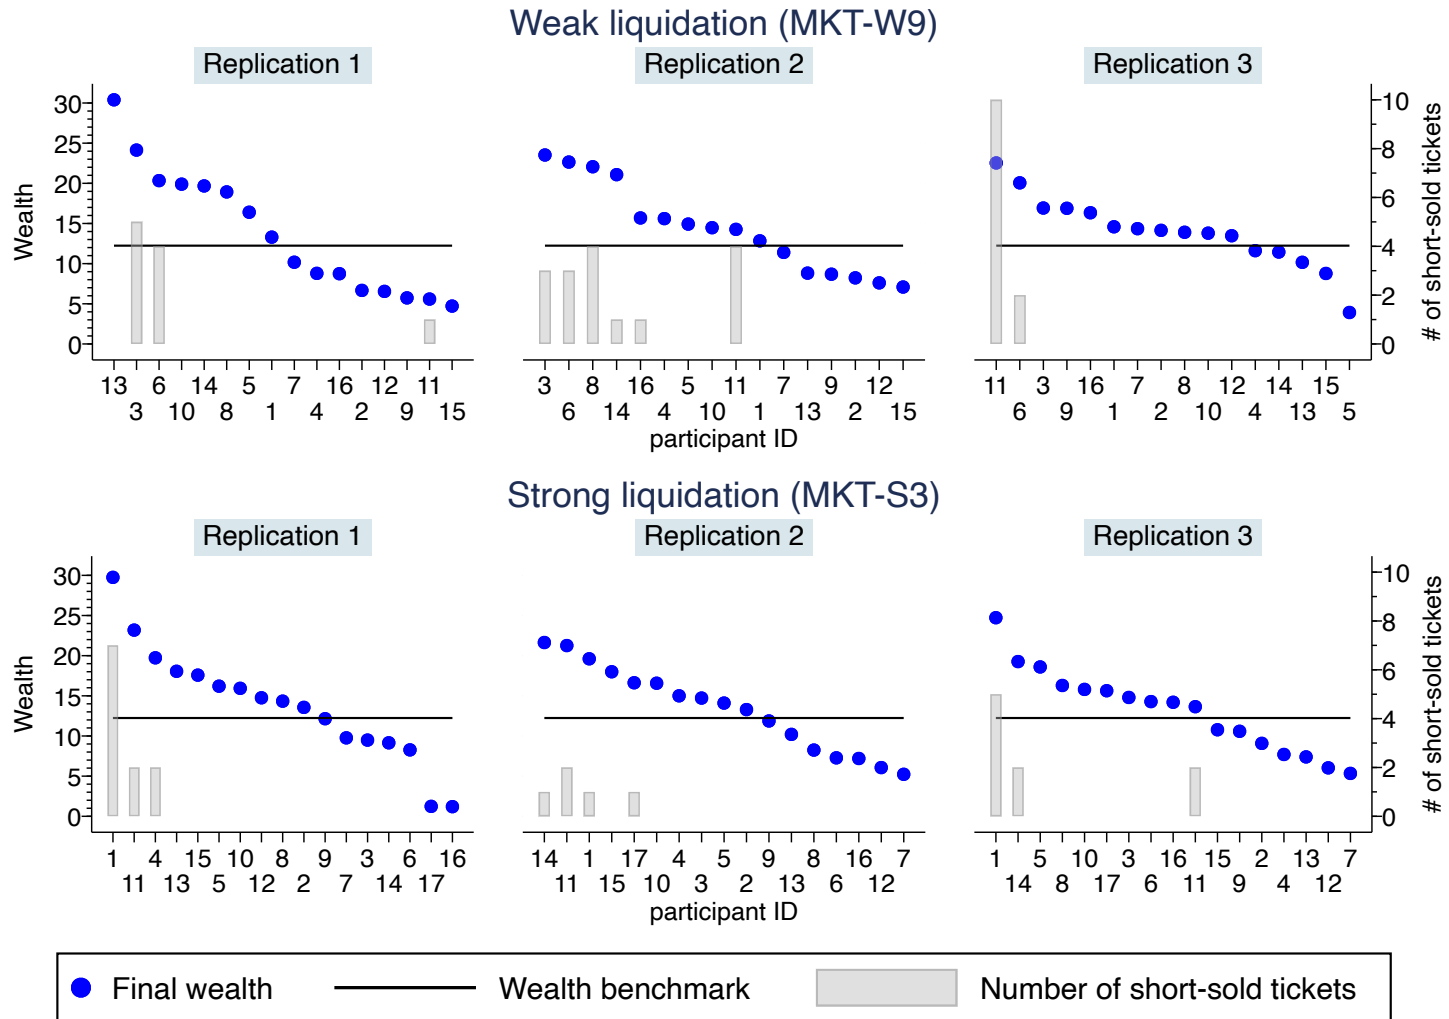 Weak liquidation (MKT-W9)
Replication 1
Replication 2
Replication 3
Wealth
30
25
20
15
10
5
0
10
8
6
4
2
0
# of short-sold tickets
13 6 14 5 7 16 12 11
3 10 8 1 4 2 9 15
3 8 16 5 11 7 9 12
6 14 4 10 1 13 2 15
11 3 16 7 8 12 14 15
6 9 1 2 10 4 13 5
participant ID
Strong liquidation (MKT-S3)
Replication 1
Replication 2
Replication 3
Wealth
30
25
20
15
10
5
0
10
8
6
4
2
0
# of short-sold tickets
1 4 15 10 8 9 3 6 16
11 13 5 12 2 7 14 17
14 1 17 4 5 9 8 16 7
11 15 10 3 2 13 6 12
1 5 10 3 16 15 2 13 7
14 8 17 6 11 9 4 12
participant ID
Final wealth
Wealth benchmark
Number of short-sold tickets